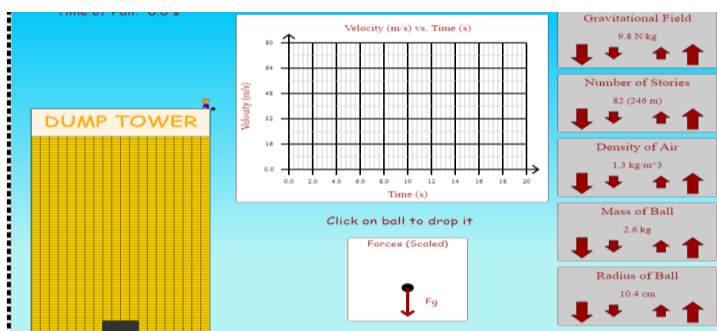 Time of Fall: 0.0 s
Velocity (m/s) vs. Time (s)
80
64
48
32
16
0.0
Velocity (m/s)
0.0 2.0 4.0 6.0 8.0 10 12 14 16 18 20
Time (s)
DUMP TOWER
Click on ball to drop it
Forces (Scaled)
Fg
Gravitational Field
9.8 N/kg
Number of Stories
82 (246 m)
Density of Air
1.3 kg/m^3
Mass of Ball
2.6 kg
Radius of Ball
10.4 cm